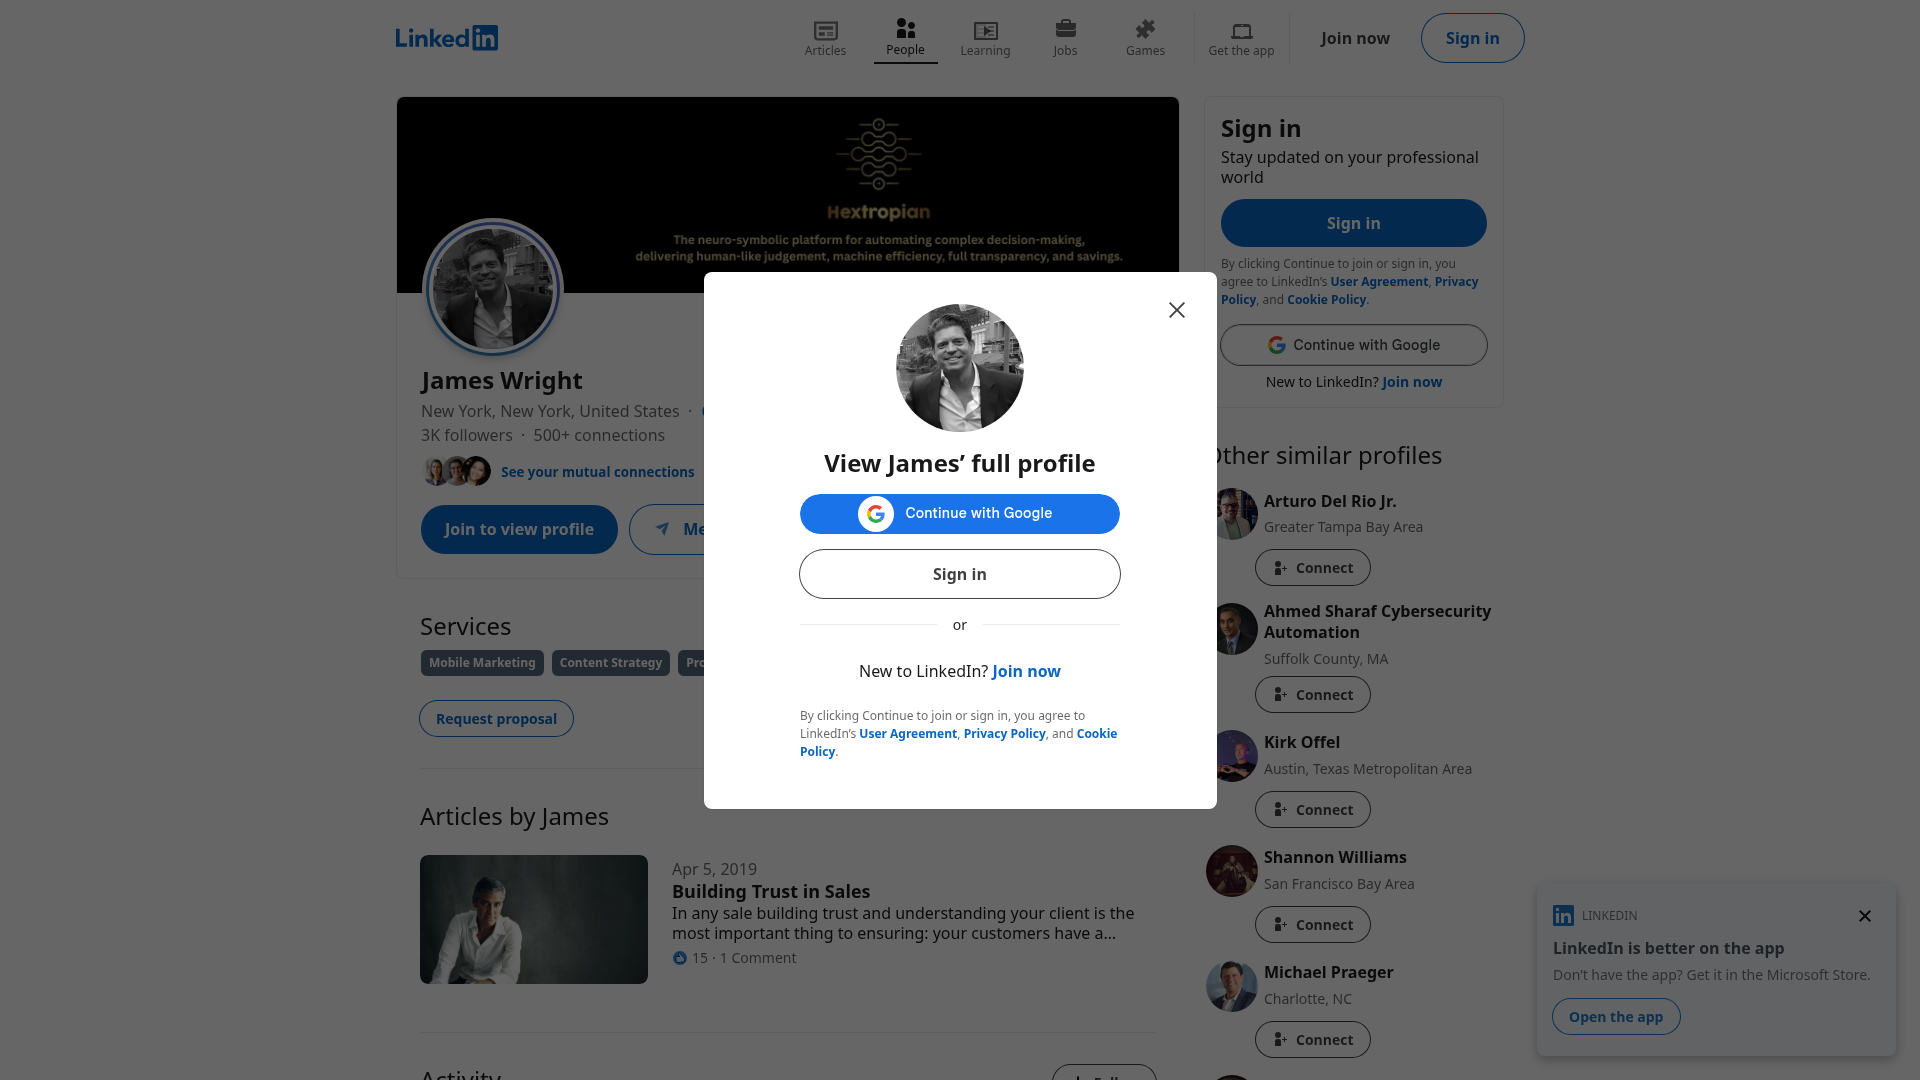 Linked in
Articles
People
Learning
Jobs
Games
Get the app
Join now
Sign in
Hextropian
The neuro-symbolic platform for automating complex decision-making,
delivering human-like judgement, machine efficiency, full transparency, and savings.
James Wright
New York, New York, United States ·
3K followers · 500+ connections
See your mutual connections
Join to view profile
Services
Mobile Marketing
Content Strategy
Request proposal
Articles by James
Apr 5, 2019
Building Trust in Sales
In any sale building trust and understanding your client is the
most important thing to ensuring: your customers have a...
15 · 1 Comment
Activity
View James’ full profile
Continue with Google
Sign in
or
New to LinkedIn? Join now
By clicking Continue to join or sign in, you agree to
LinkedIn’s User Agreement, Privacy Policy, and Cookie
Policy.
Sign in
Stay updated on your professional
world
Sign in
By clicking Continue to join or sign in, you
agree to LinkedIn’s User Agreement, Privacy
Policy, and Cookie Policy.
Continue with Google
New to LinkedIn? Join now
Other similar profiles
Arturo Del Rio Jr.
Greater Tampa Bay Area
Connect
Ahmed Sharaf Cybersecurity
Automation
Suffolk County, MA
Connect
Kirk Offel
Austin, Texas Metropolitan Area
Connect
Shannon Williams
San Francisco Bay Area
Connect
Michael Praeger
Charlotte, NC
Connect
in LINKEDIN
LinkedIn is better on the app
Don’t have the app? Get it in the Microsoft Store.
Open the app